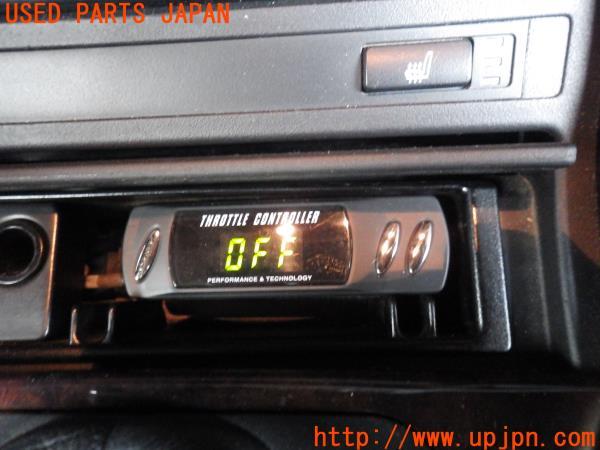 USED PARTS JAPAN
THROTTLE CONTROLLER
OFF
PERFORMANCE & TECHNOLOGY
http://www.upjpn.com